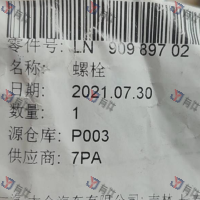 零件号: LN 909 897 02
名称: 螺栓
日期: 2021.07.30
数量: 1
源仓库: P003
供应商: 7PA